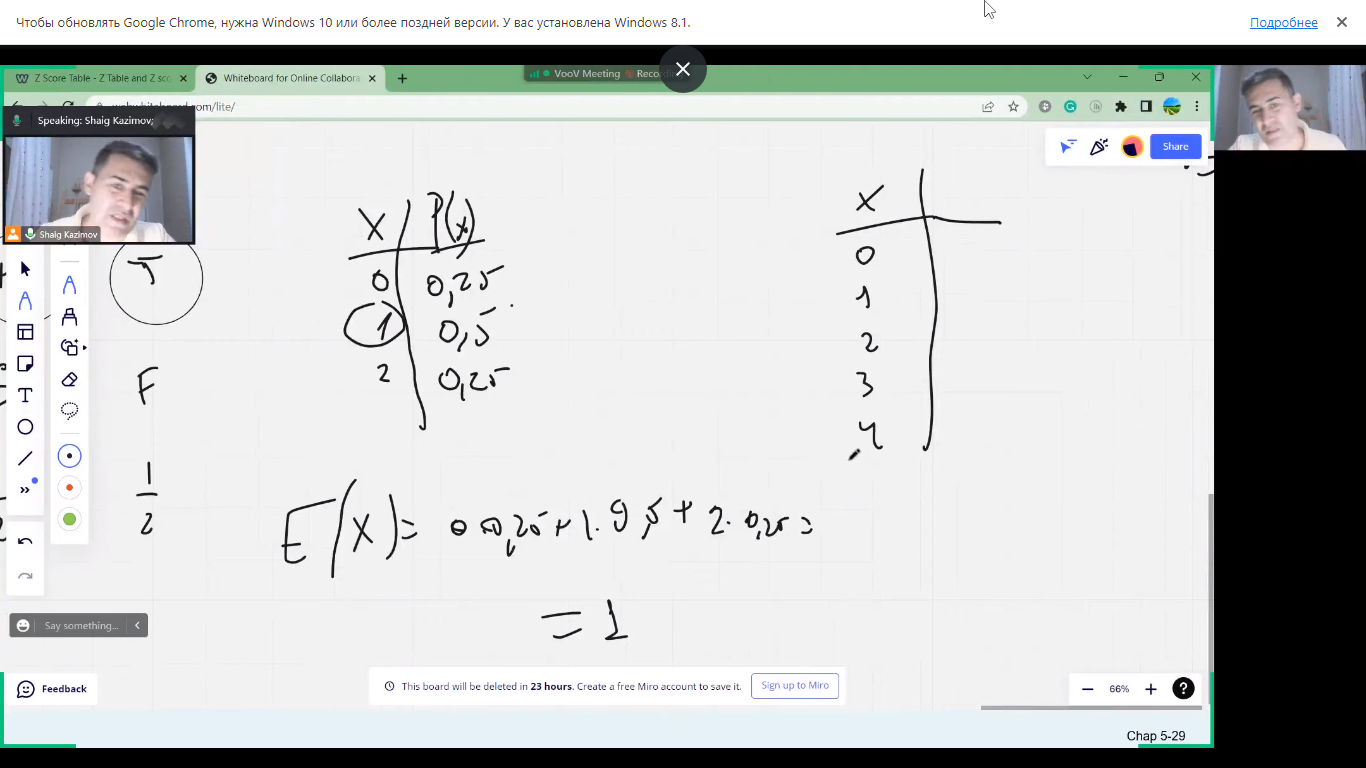 Чтобы обновлять Google Chrome, нужна Windows 10 или более поздней версии. У вас установлена Windows 8.1.
Подробнее
Z Score Table - Z Table and Z sco
Whiteboard for Online Collabora
VooV Meeting
Recor
.com/lite/
Speaking: Shaig Kazimov;
Shaig Kazimov
Share
X P(x)
0 0,25
1 0,5
2 0,25
X
0
1
2
3
4
T
F
1
2
E(X) = 0·0,25+1·0,5+2·0,25=
= 1
Say something...
Feedback
This board will be deleted in 23 hours. Create a free Miro account to save it.
Sign up to Miro
66%
Chap 5-29